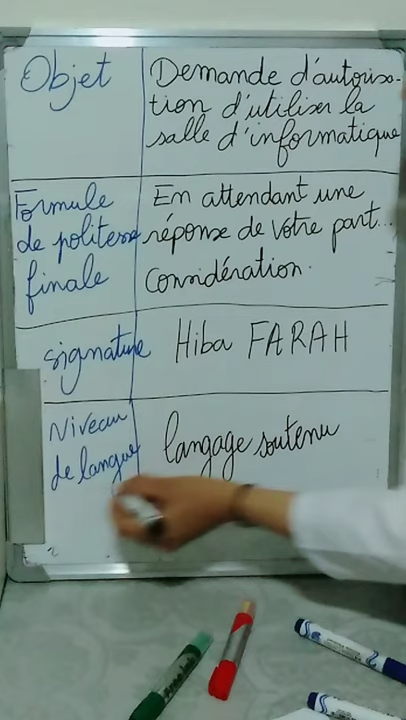 Objet
Demande d'autorisa-
tion d'utiliser la
salle d'informatique
Formule
de politesse
finale
En attendant une
réponse de votre part...
Considération.
signature
Hiba FARAH
Niveau
de langue
langage soutenu